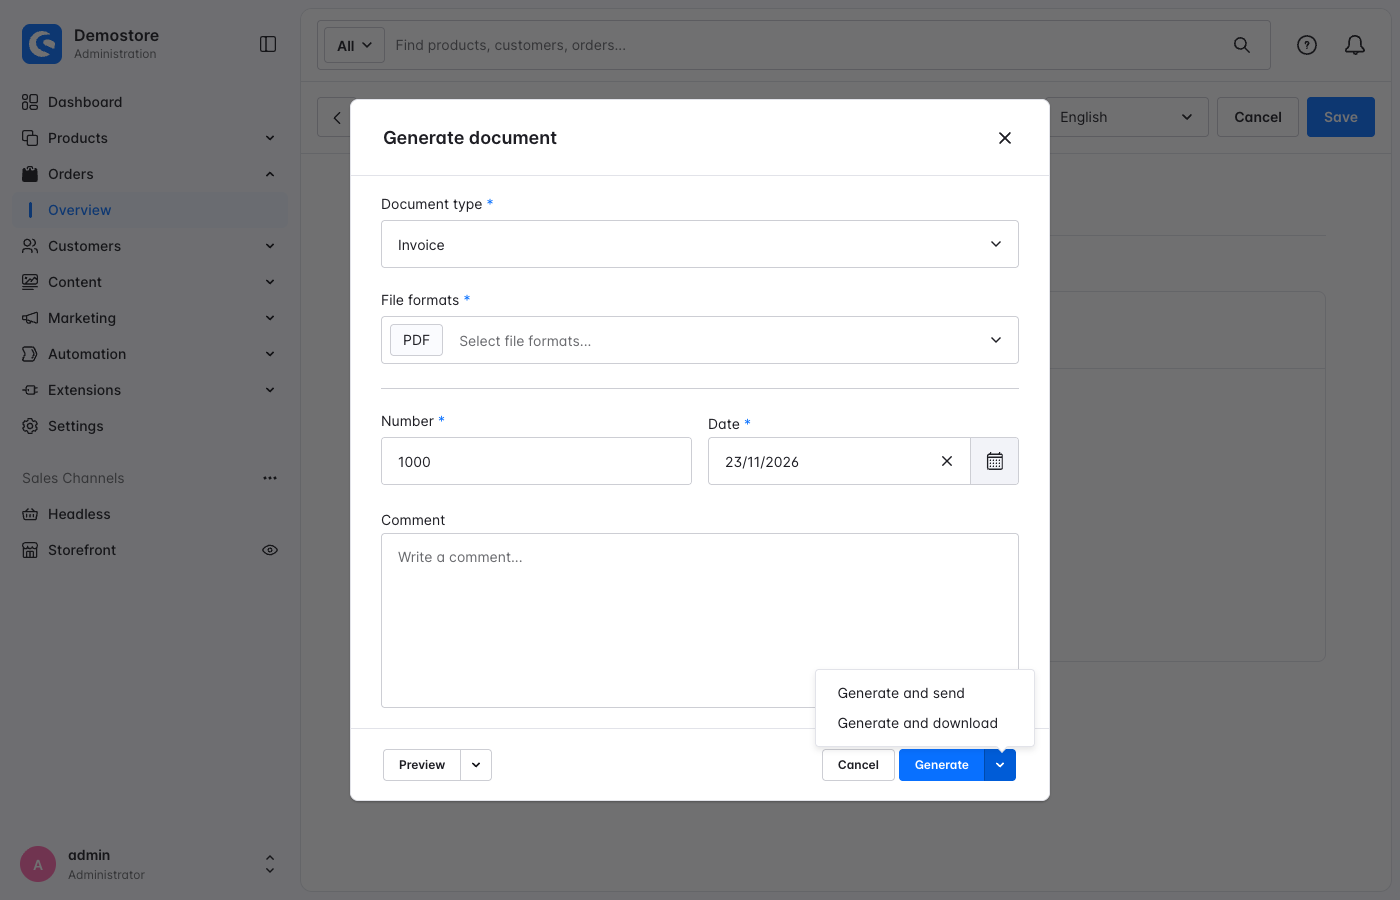 Demostore
Administration
Dashboard
Products
Orders
Overview
Customers
Content
Marketing
Automation
Extensions
Settings
Sales Channels
Headless
Storefront
A
admin
Administrator
All
Find products, customers, orders...
English
Cancel
Save
Generate document
Document type *
Invoice
File formats *
PDF
Select file formats...
Number *
1000
Date *
23/11/2026
Comment
Write a comment...
Generate and send
Generate and download
Preview
Cancel
Generate